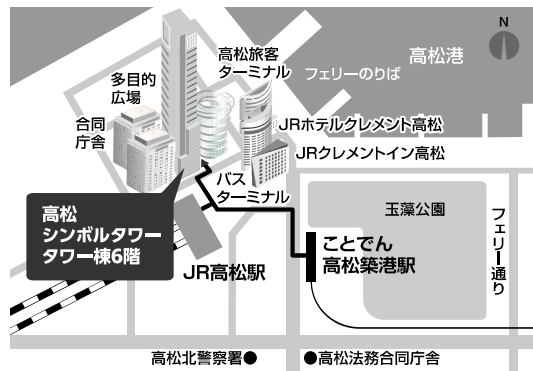 N
高松港
高松旅客
ターミナル
フェリーのりば
多目的
広場
合同
庁舎
JRホテルクレメント高松
JRクレメントイン高松
バス
ターミナル
高松
シンボルタワー
タワー棟6階
玉藻公園
フェリー通り
ことでん
高松築港駅
JR高松駅
高松北警察署●
●高松法務合同庁舎